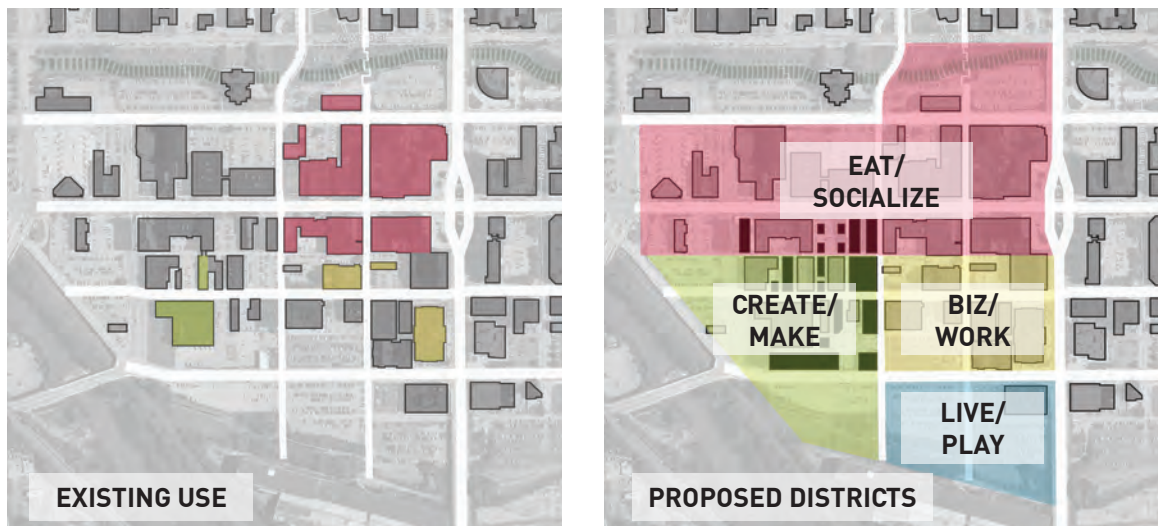 EAT/
SOCIALIZE
CREATE/
MAKE
BIZ/
WORK
LIVE/
PLAY
EXISTING USE
PROPOSED DISTRICTS